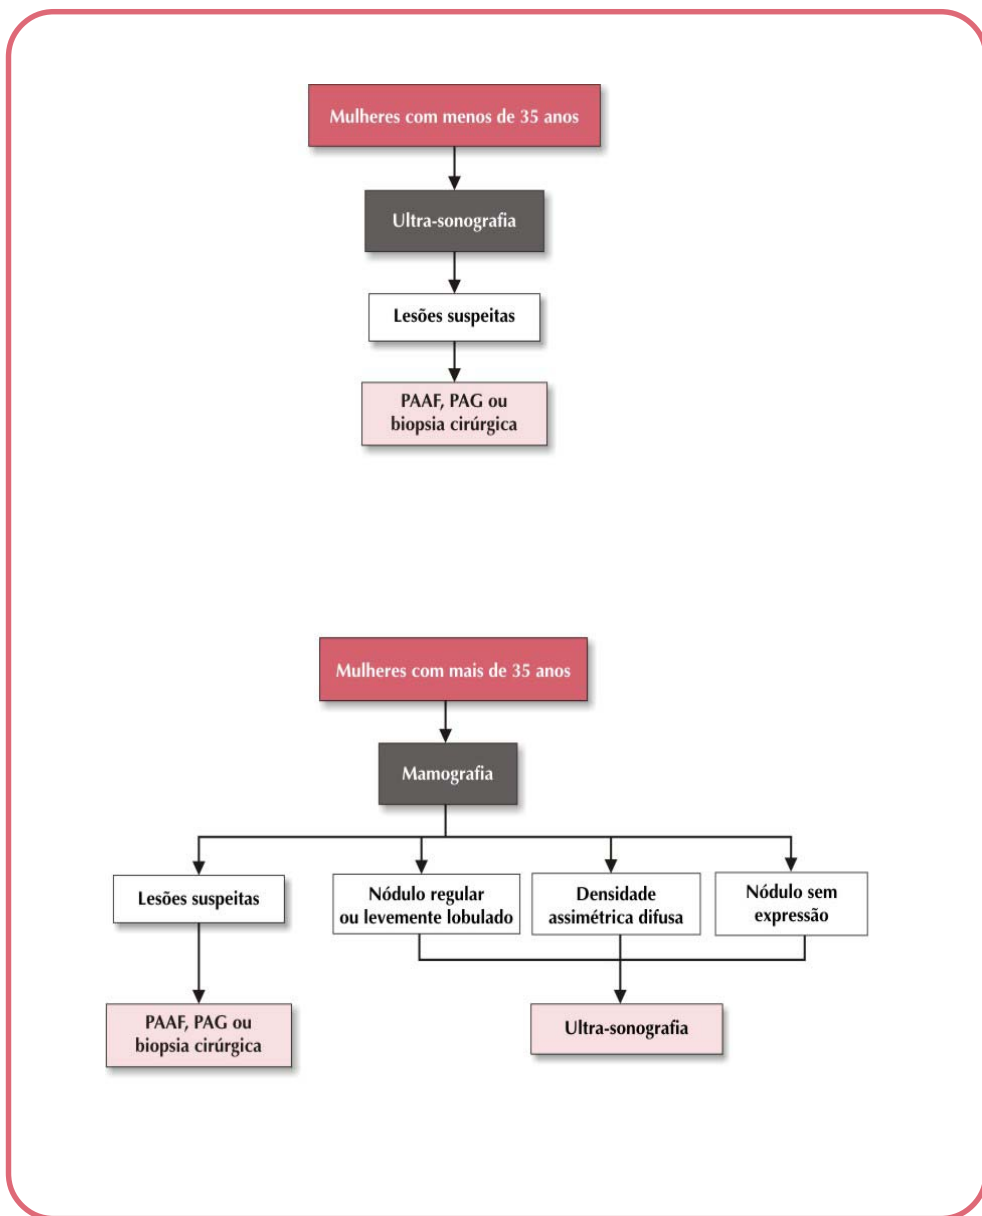 Mulheres com menos de 35 anos
Ultra-sonografia
Lesões suspeitas
PAAF, PAG ou
biopsia cirúrgica
Mulheres com mais de 35 anos
Mamografia
Lesões suspeitas
Nódulo regular
ou levemente lobulado
Densidade
assimétrica difusa
Nódulo sem
expressão
PAAF, PAG ou
biopsia cirúrgica
Ultra-sonografia